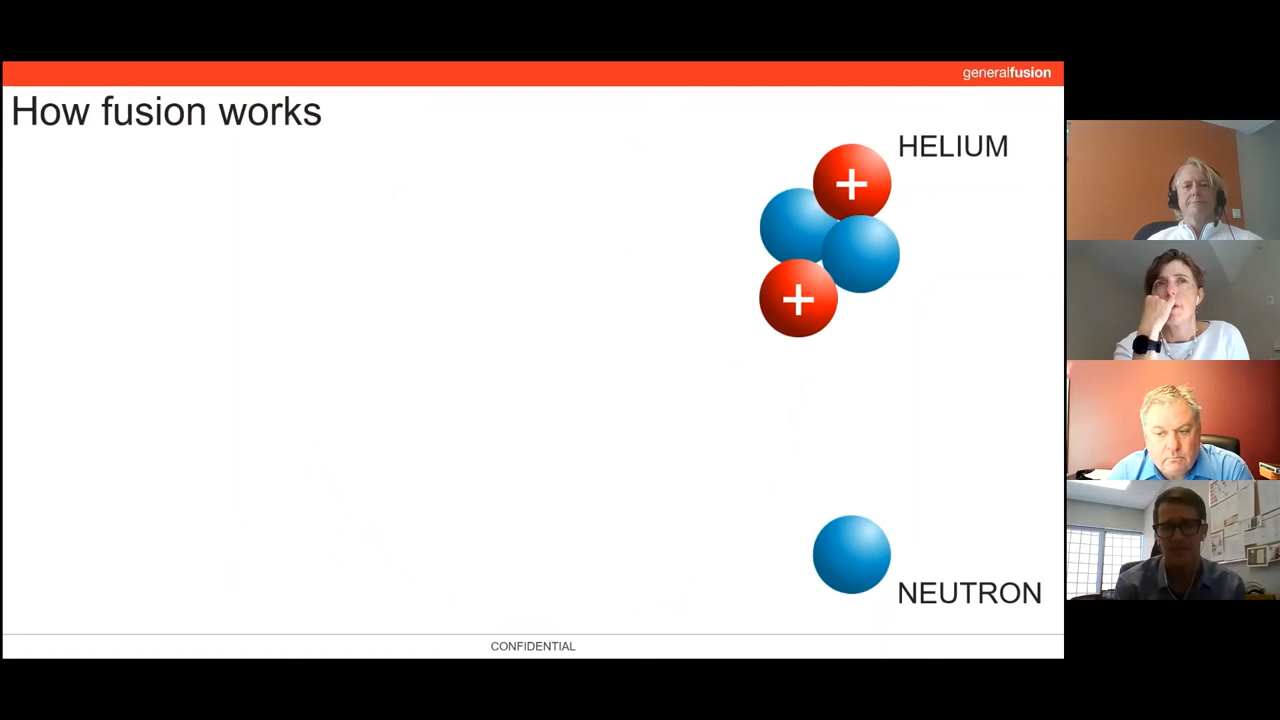 generalfusion
How fusion works
HELIUM
+
+
NEUTRON
CONFIDENTIAL